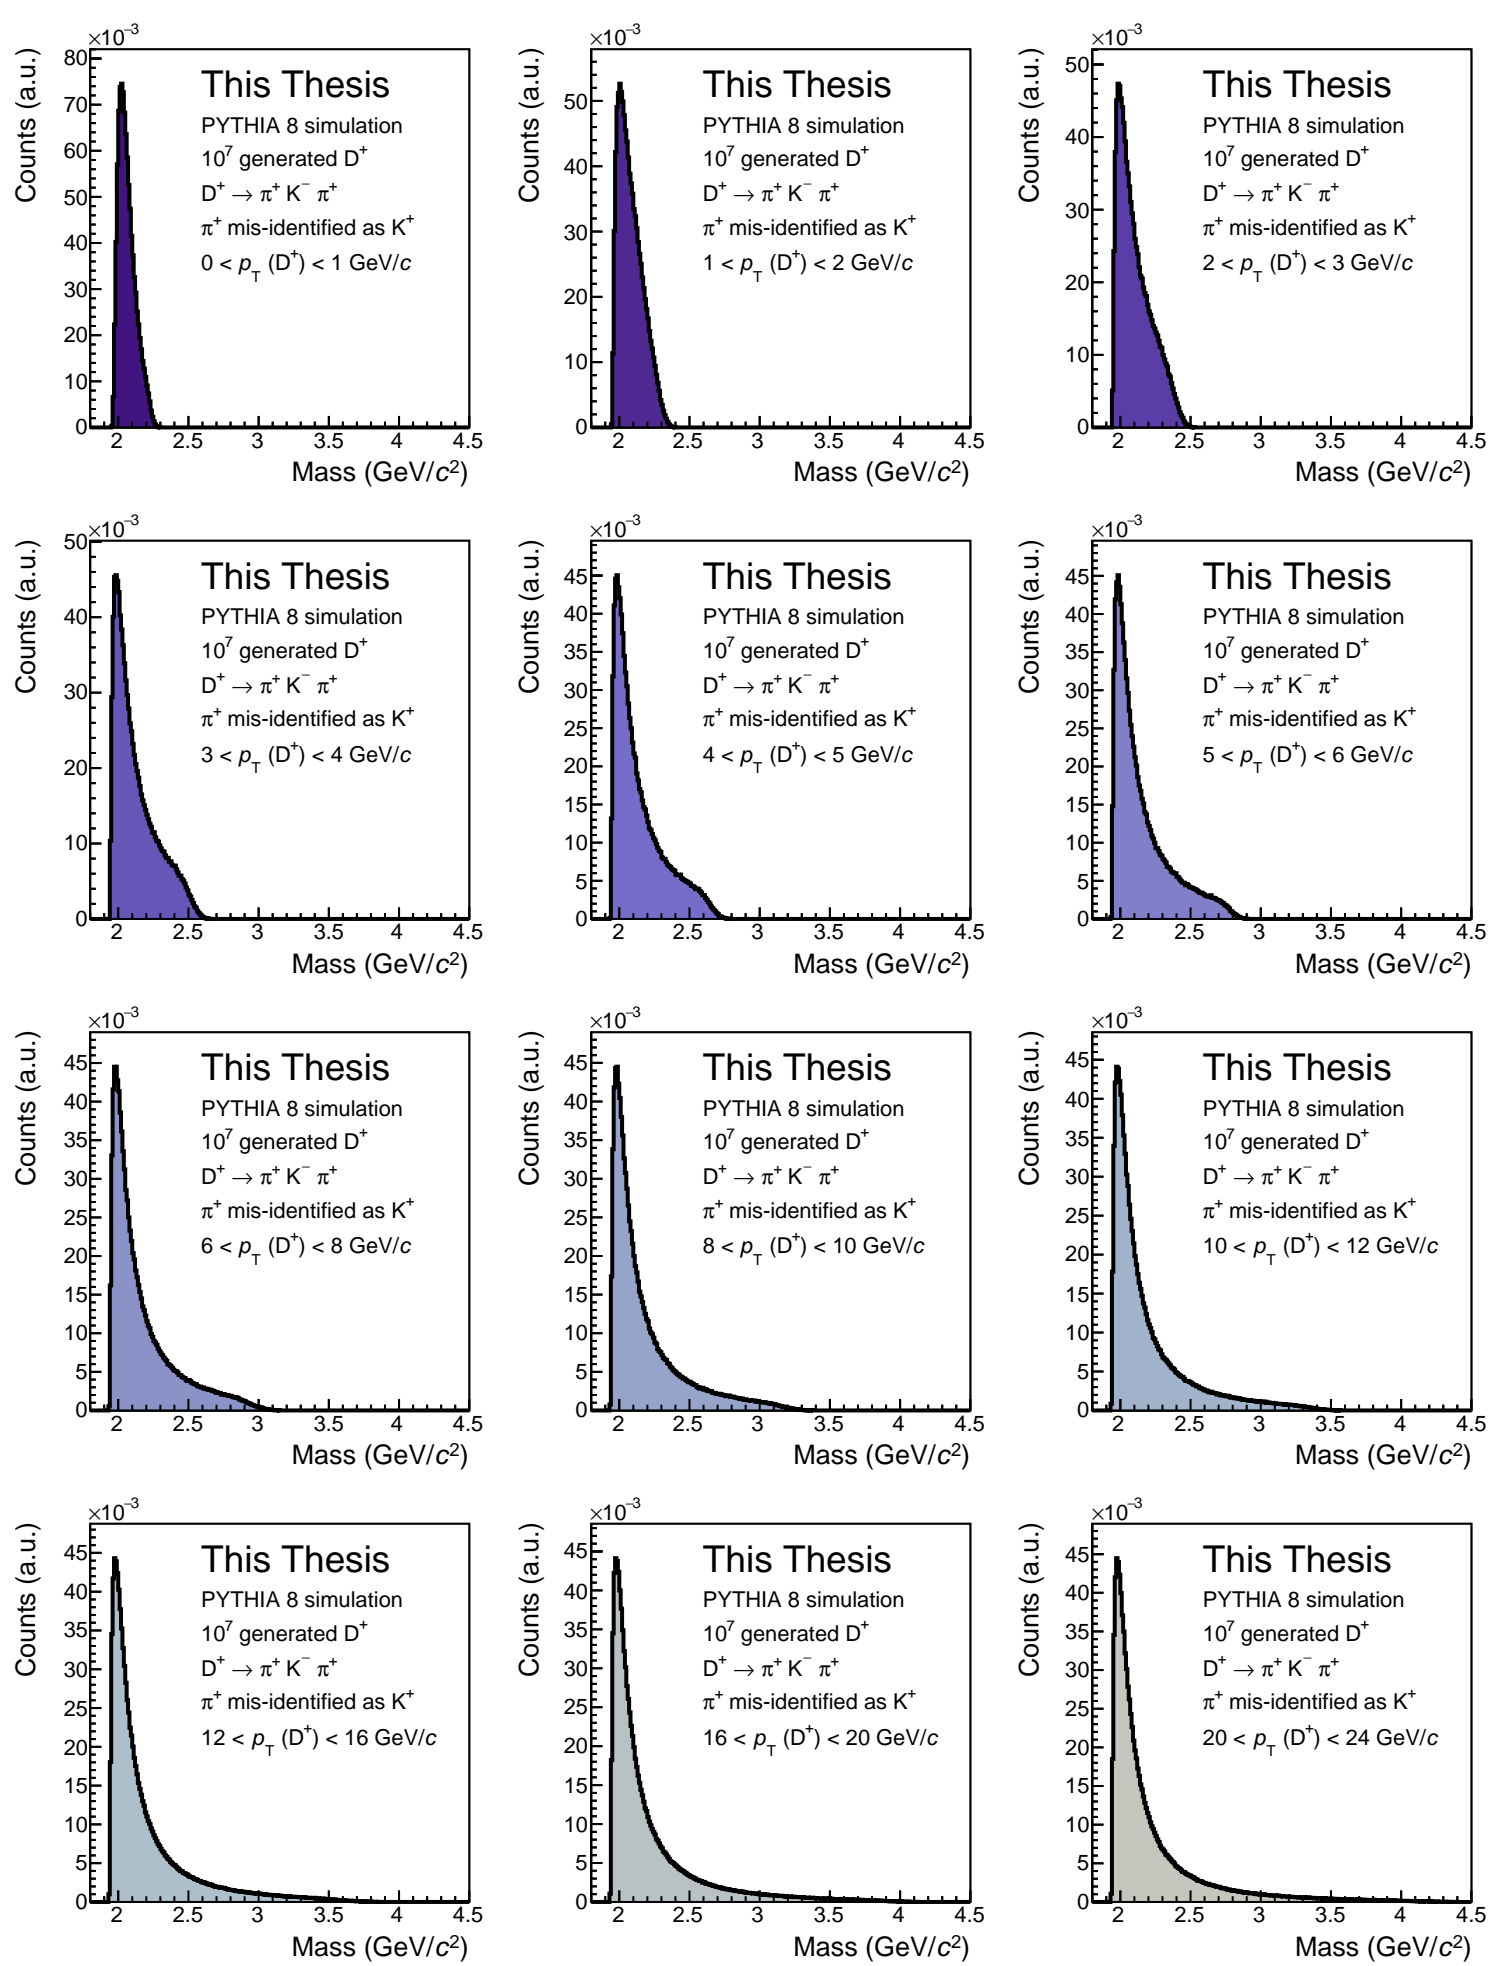 ×10⁻³
Counts (a.u.)
80
70
60
50
40
30
20
10
0
This Thesis
PYTHIA 8 simulation
10⁷ generated D⁺
D⁺ → π⁺ K⁻ π⁺
π⁺ mis-identified as K⁺
0 < p_T (D⁺) < 1 GeV/c
2 2.5 3 3.5 4 4.5
Mass (GeV/c²)
×10⁻³
Counts (a.u.)
50
40
30
20
10
0
This Thesis
PYTHIA 8 simulation
10⁷ generated D⁺
D⁺ → π⁺ K⁻ π⁺
π⁺ mis-identified as K⁺
1 < p_T (D⁺) < 2 GeV/c
2 2.5 3 3.5 4 4.5
Mass (GeV/c²)
×10⁻³
Counts (a.u.)
50
40
30
20
10
0
This Thesis
PYTHIA 8 simulation
10⁷ generated D⁺
D⁺ → π⁺ K⁻ π⁺
π⁺ mis-identified as K⁺
2 < p_T (D⁺) < 3 GeV/c
2 2.5 3 3.5 4 4.5
Mass (GeV/c²)
×10⁻³
Counts (a.u.)
50
40
30
20
10
0
This Thesis
PYTHIA 8 simulation
10⁷ generated D⁺
D⁺ → π⁺ K⁻ π⁺
π⁺ mis-identified as K⁺
3 < p_T (D⁺) < 4 GeV/c
2 2.5 3 3.5 4 4.5
Mass (GeV/c²)
×10⁻³
Counts (a.u.)
45
40
35
30
25
20
15
10
5
0
This Thesis
PYTHIA 8 simulation
10⁷ generated D⁺
D⁺ → π⁺ K⁻ π⁺
π⁺ mis-identified as K⁺
4 < p_T (D⁺) < 5 GeV/c
2 2.5 3 3.5 4 4.5
Mass (GeV/c²)
×10⁻³
Counts (a.u.)
45
40
35
30
25
20
15
10
5
0
This Thesis
PYTHIA 8 simulation
10⁷ generated D⁺
D⁺ → π⁺ K⁻ π⁺
π⁺ mis-identified as K⁺
5 < p_T (D⁺) < 6 GeV/c
2 2.5 3 3.5 4 4.5
Mass (GeV/c²)
×10⁻³
Counts (a.u.)
45
40
35
30
25
20
15
10
5
0
This Thesis
PYTHIA 8 simulation
10⁷ generated D⁺
D⁺ → π⁺ K⁻ π⁺
π⁺ mis-identified as K⁺
6 < p_T (D⁺) < 8 GeV/c
2 2.5 3 3.5 4 4.5
Mass (GeV/c²)
×10⁻³
Counts (a.u.)
45
40
35
30
25
20
15
10
5
0
This Thesis
PYTHIA 8 simulation
10⁷ generated D⁺
D⁺ → π⁺ K⁻ π⁺
π⁺ mis-identified as K⁺
8 < p_T (D⁺) < 10 GeV/c
2 2.5 3 3.5 4 4.5
Mass (GeV/c²)
×10⁻³
Counts (a.u.)
45
40
35
30
25
20
15
10
5
0
This Thesis
PYTHIA 8 simulation
10⁷ generated D⁺
D⁺ → π⁺ K⁻ π⁺
π⁺ mis-identified as K⁺
10 < p_T (D⁺) < 12 GeV/c
2 2.5 3 3.5 4 4.5
Mass (GeV/c²)
×10⁻³
Counts (a.u.)
45
40
35
30
25
20
15
10
5
0
This Thesis
PYTHIA 8 simulation
10⁷ generated D⁺
D⁺ → π⁺ K⁻ π⁺
π⁺ mis-identified as K⁺
12 < p_T (D⁺) < 16 GeV/c
2 2.5 3 3.5 4 4.5
Mass (GeV/c²)
×10⁻³
Counts (a.u.)
45
40
35
30
25
20
15
10
5
0
This Thesis
PYTHIA 8 simulation
10⁷ generated D⁺
D⁺ → π⁺ K⁻ π⁺
π⁺ mis-identified as K⁺
16 < p_T (D⁺) < 20 GeV/c
2 2.5 3 3.5 4 4.5
Mass (GeV/c²)
×10⁻³
Counts (a.u.)
45
40
35
30
25
20
15
10
5
0
This Thesis
PYTHIA 8 simulation
10⁷ generated D⁺
D⁺ → π⁺ K⁻ π⁺
π⁺ mis-identified as K⁺
20 < p_T (D⁺) < 24 GeV/c
2 2.5 3 3.5 4 4.5
Mass (GeV/c²)